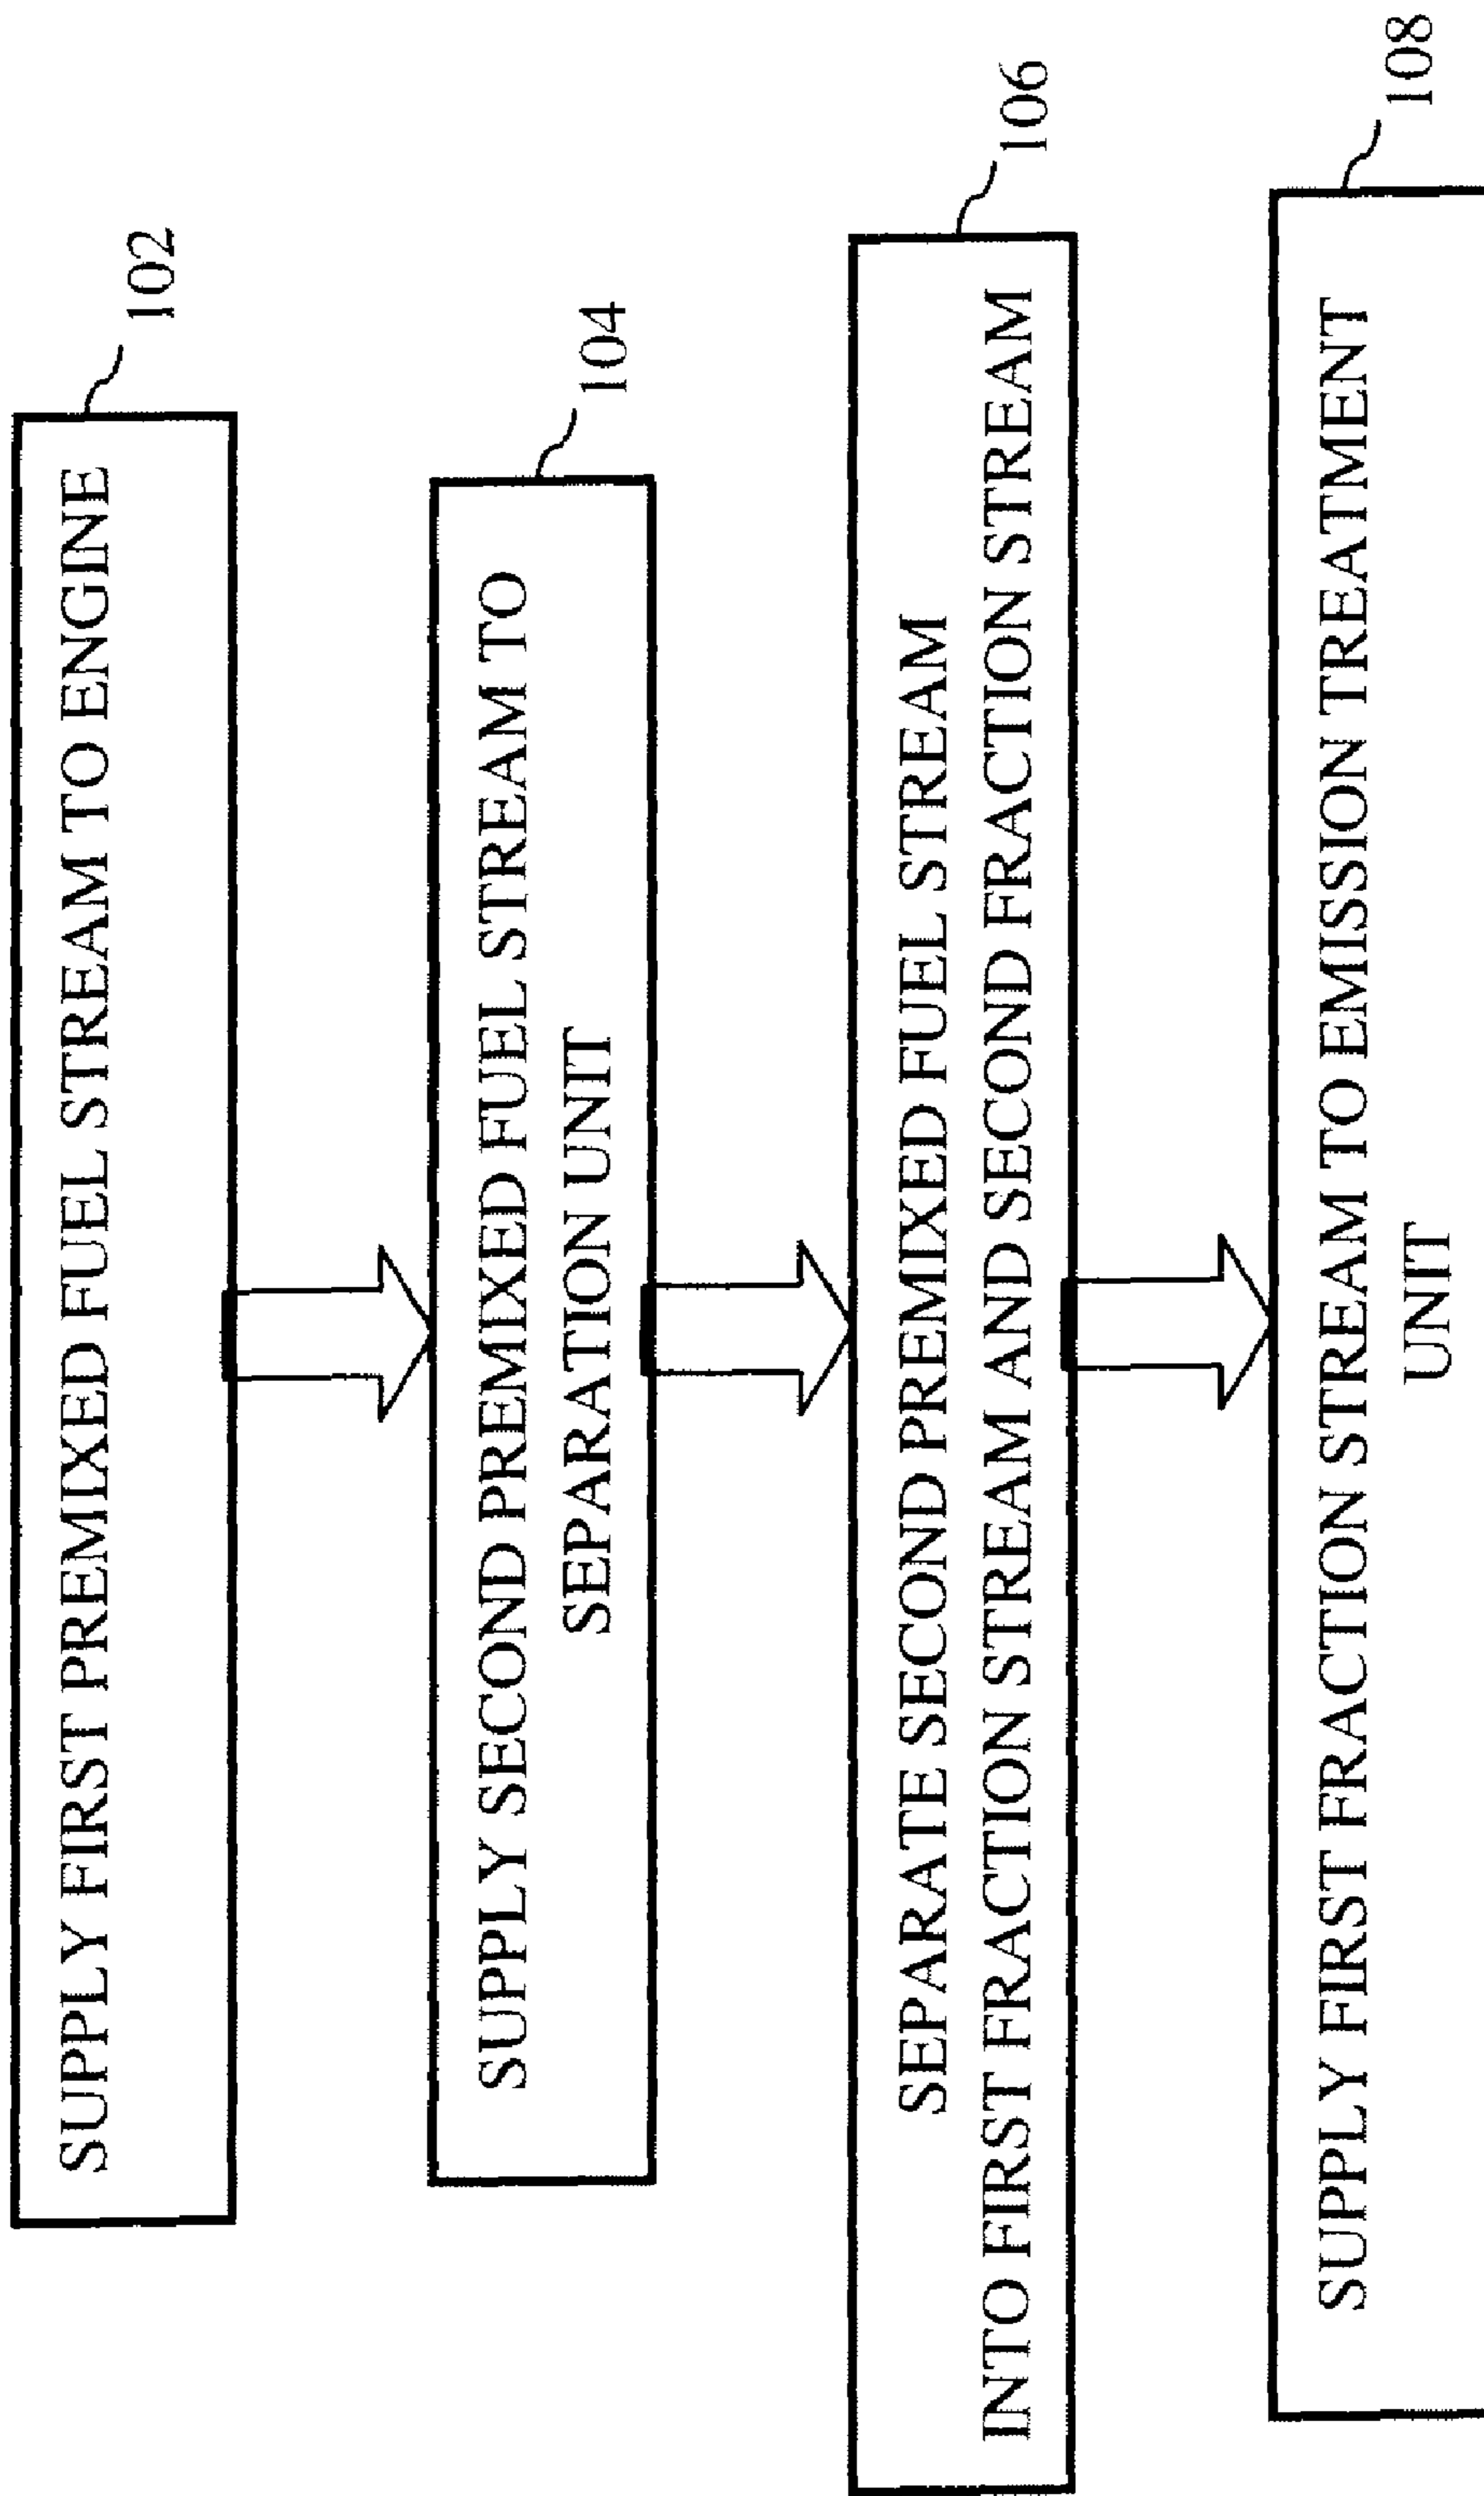 SUPPLY FIRST PREMIXED FUEL STREAM TO ENGINE
102
SUPPLY SECOND PREMIXED FUEL STREAM TO
SEPARATION UNIT
104
SEPARATE SECOND PREMIXED FUEL STREAM
INTO FIRST FRACTION STREAM AND SECOND FRACTION STREAM
106
SUPPLY FIRST FRACTION STREAM TO EMISSION TREATMENT
UNIT
108